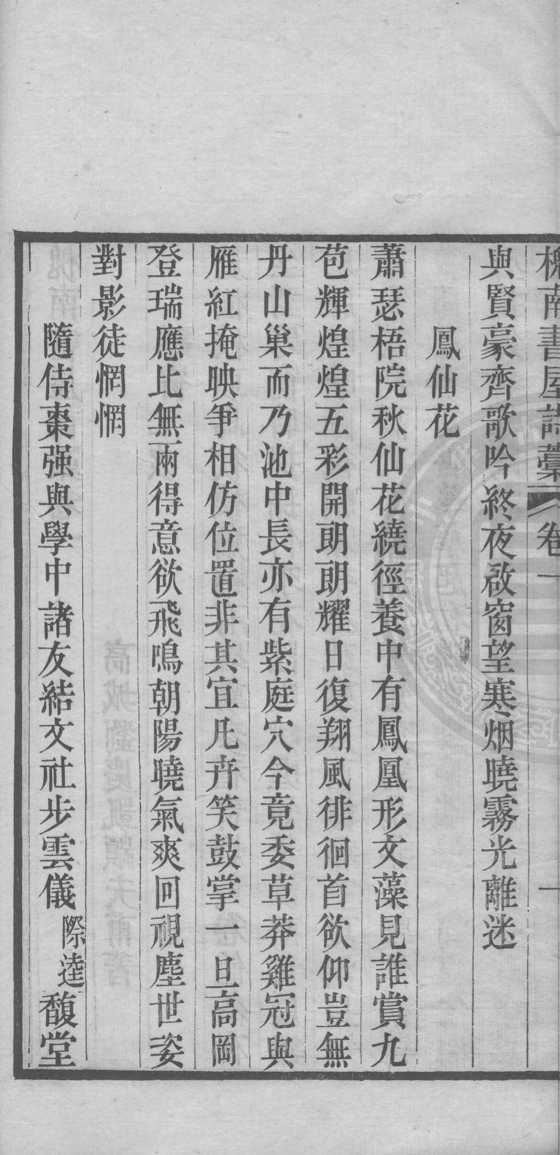 槐南書屋詩藁 卷一 一
與賢豪齊歌吟終夜啟窗望寒烟曉霧光離迷
鳳仙花
蕭瑟梧院秋仙花繞徑養中有鳳凰形文藻見誰賞九
苞輝煌煌五彩開朗朗耀日復翔風徘徊首欲仰豈無
丹山巢而乃池中長亦有紫庭穴今竟委草莽雞冠與
雁紅掩映爭相仿位置非其宜凡卉笑鼓掌一旦高岡
登瑞應比無兩得意欲飛鳴朝陽曉氣爽回視塵世姿
對影徒惘惘
隨侍棗强與學中諸友結文社步雲儀際逵馥堂